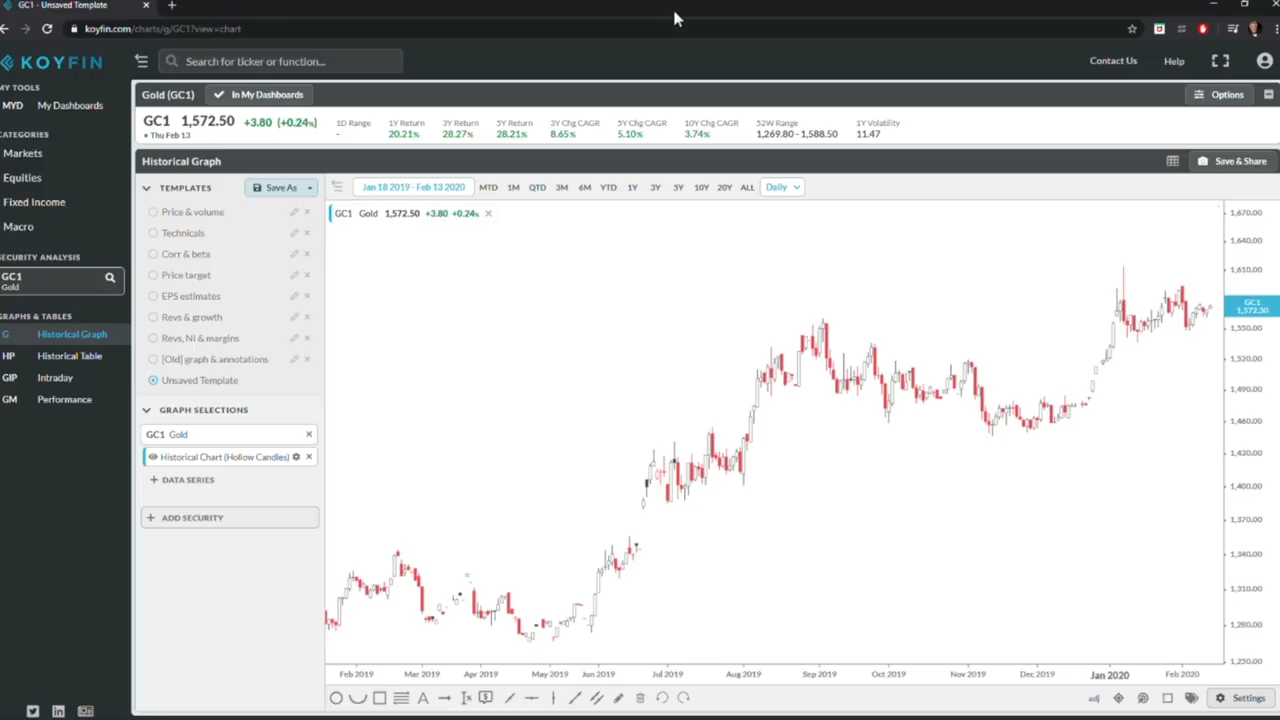 GC1 - Unsaved Template
koyfin.com/charts/g/GC1?view=chart
KOYFIN
Search for ticker or function...
Contact Us
Help
MY TOOLS
MYD My Dashboards
CATEGORIES
Markets
Equities
Fixed Income
Macro
SECURITY ANALYSIS
GC1
Gold
GRAPHS & TABLES
G Historical Graph
HP Historical Table
GIP Intraday
GM Performance
Gold (GC1)
In My Dashboards
Options
GC1 1,572.50 +3.80 (+0.24%)
• Thu Feb 13
1D Range
-
1Y Return
20.21%
3Y Return
28.27%
5Y Return
28.21%
3Y Chg CAGR
8.65%
5Y Chg CAGR
5.10%
10Y Chg CAGR
3.74%
52W Range
1,269.80 - 1,588.50
1Y Volatility
11.47
Historical Graph
Save & Share
TEMPLATES
Save As
Price & volume
Technicals
Corr & beta
Price target
EPS estimates
Revs & growth
Revs, NI & margins
[Old] graph & annotations
Unsaved Template
GRAPH SELECTIONS
GC1 Gold
Historical Chart (Hollow Candles)
+ DATA SERIES
+ ADD SECURITY
Jan 18 2019 - Feb 13 2020 MTD 1M QTD 3M 6M YTD 1Y 3Y 5Y 10Y 20Y ALL Daily
GC1 Gold 1,572.50 +3.80 +0.24%
1,670.00
1,640.00
1,610.00
GC1
1,572.50
1,550.00
1,520.00
1,490.00
1,460.00
1,430.00
1,400.00
1,370.00
1,340.00
1,310.00
1,280.00
1,250.00
Feb 2019 Mar 2019 Apr 2019 May 2019 Jun 2019 Jul 2019 Aug 2019 Sep 2019 Oct 2019 Nov 2019 Dec 2019 Jan 2020 Feb 2020
adj
Settings